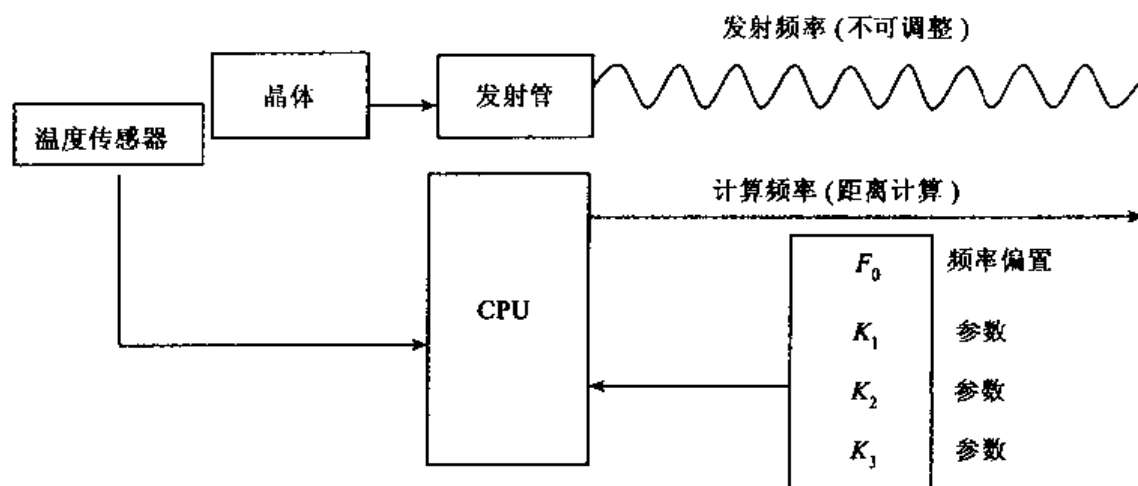 发射频率(不可调整)
晶体
发射管
温度传感器
计算频率(距离计算)
CPU
F₀ 频率偏置
K₁ 参数
K₂ 参数
K₃ 参数